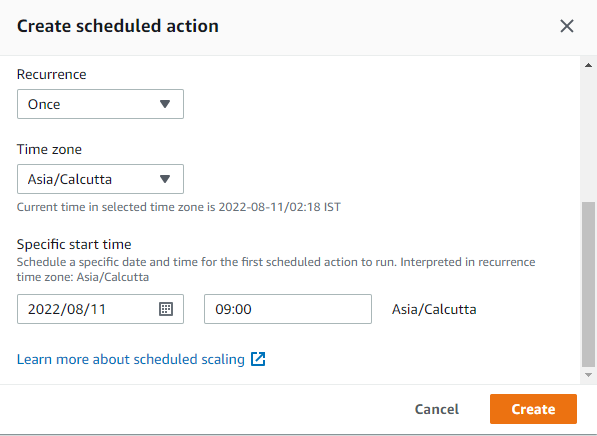 Create scheduled action
Recurrence
Once
Time zone
Asia/Calcutta
Current time in selected time zone is 2022-08-11/02:18 IST
Specific start time
Schedule a specific date and time for the first scheduled action to run. Interpreted in recurrence
time zone: Asia/Calcutta
2022/08/11 09:00 Asia/Calcutta
Learn more about scheduled scaling
Cancel Create